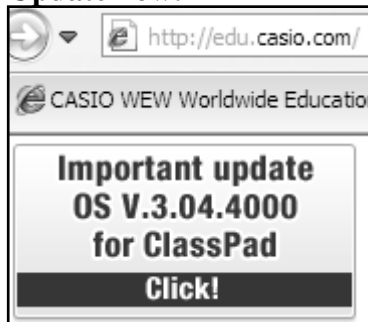 http://edu.casio.com/
CASIO WEW Worldwide Educatio
Important update
OS V.3.04.4000
for ClassPad
Click!